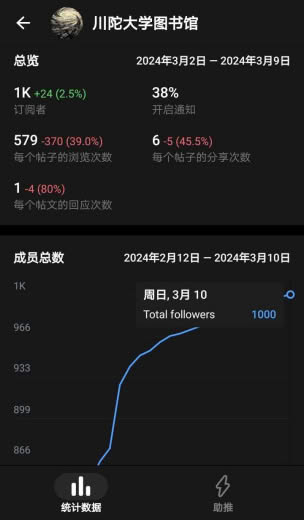 川陀大学图书馆
总览 2024年3月2日 — 2024年3月9日
1K +24 (2.5%) 38%
订阅者 开启通知
579 -370 (39.0%) 6 -5 (45.5%)
每个帖子的浏览次数 每个帖子的分享次数
1 -4 (80%)
每个帖文的回应次数
成员总数 2024年2月12日 — 2024年3月10日
1K
周日, 3月 10
Total followers 1000
966
933
899
866
统计数据 助推